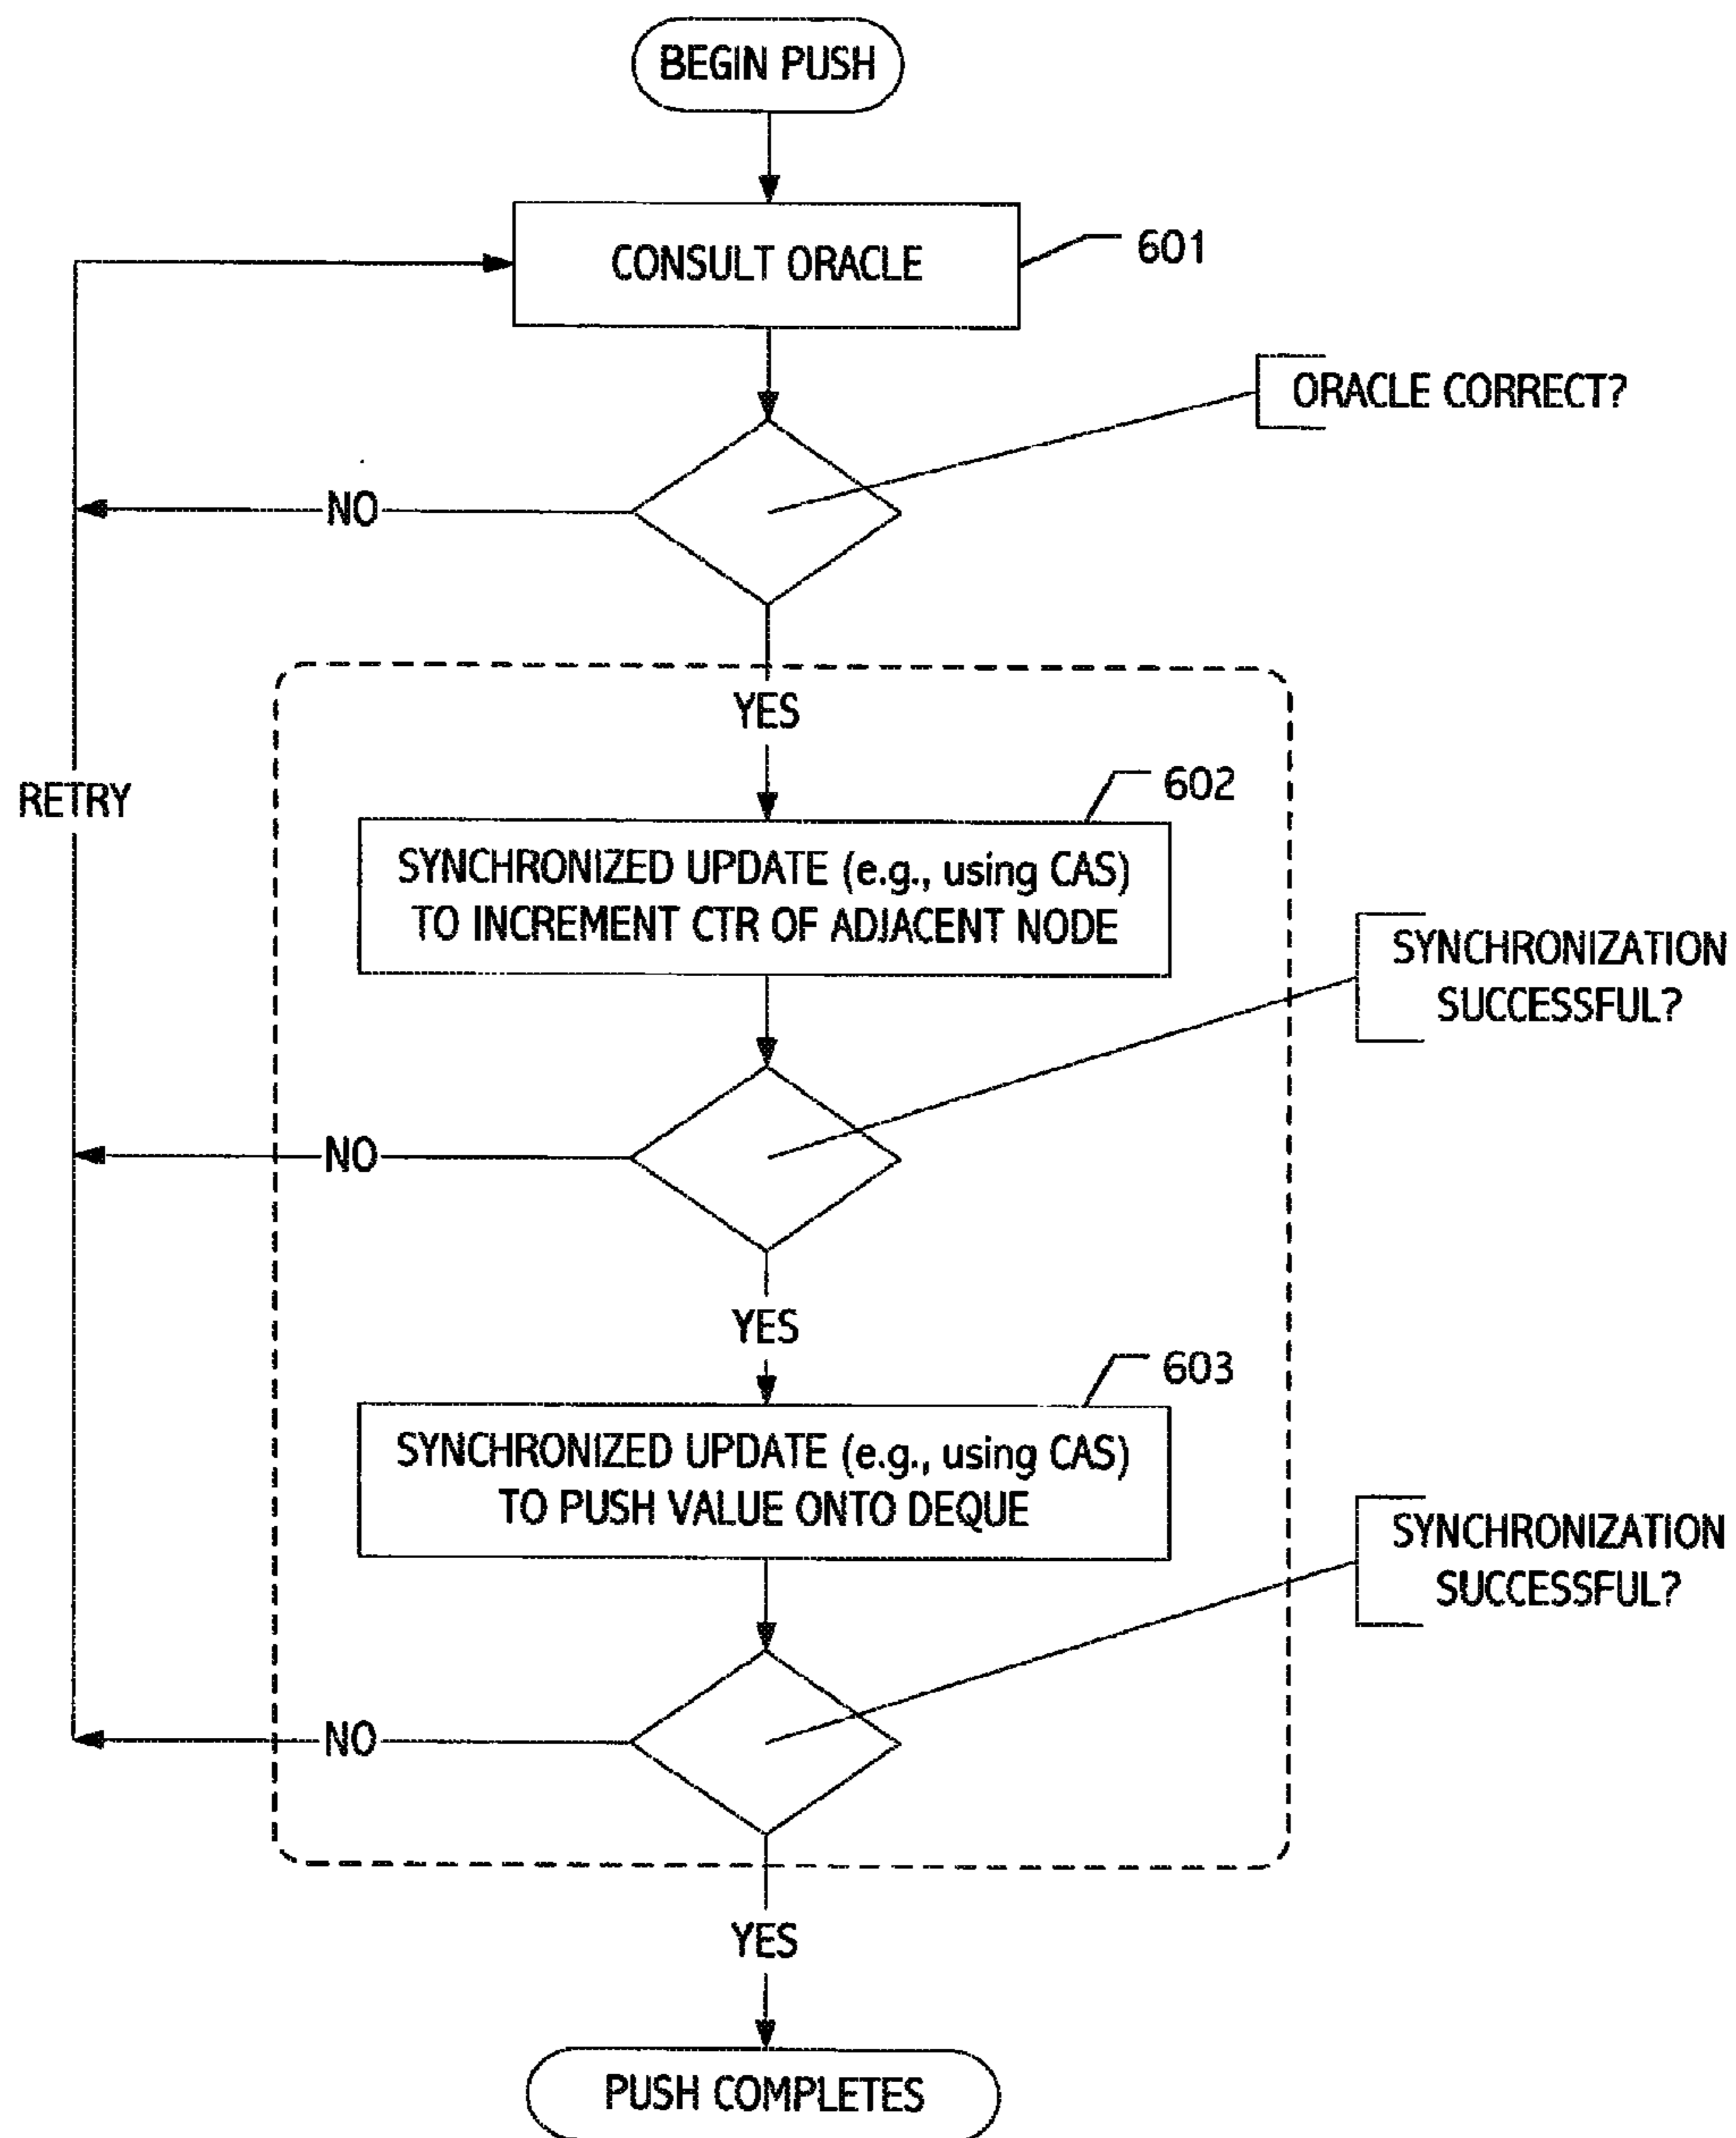 BEGIN PUSH
CONSULT ORACLE
601
ORACLE CORRECT?
NO
YES
RETRY
602
SYNCHRONIZED UPDATE (e.g., using CAS)
TO INCREMENT CTR OF ADJACENT NODE
SYNCHRONIZATION
SUCCESSFUL?
NO
YES
603
SYNCHRONIZED UPDATE (e.g., using CAS)
TO PUSH VALUE ONTO DEQUE
SYNCHRONIZATION
SUCCESSFUL?
NO
YES
PUSH COMPLETES